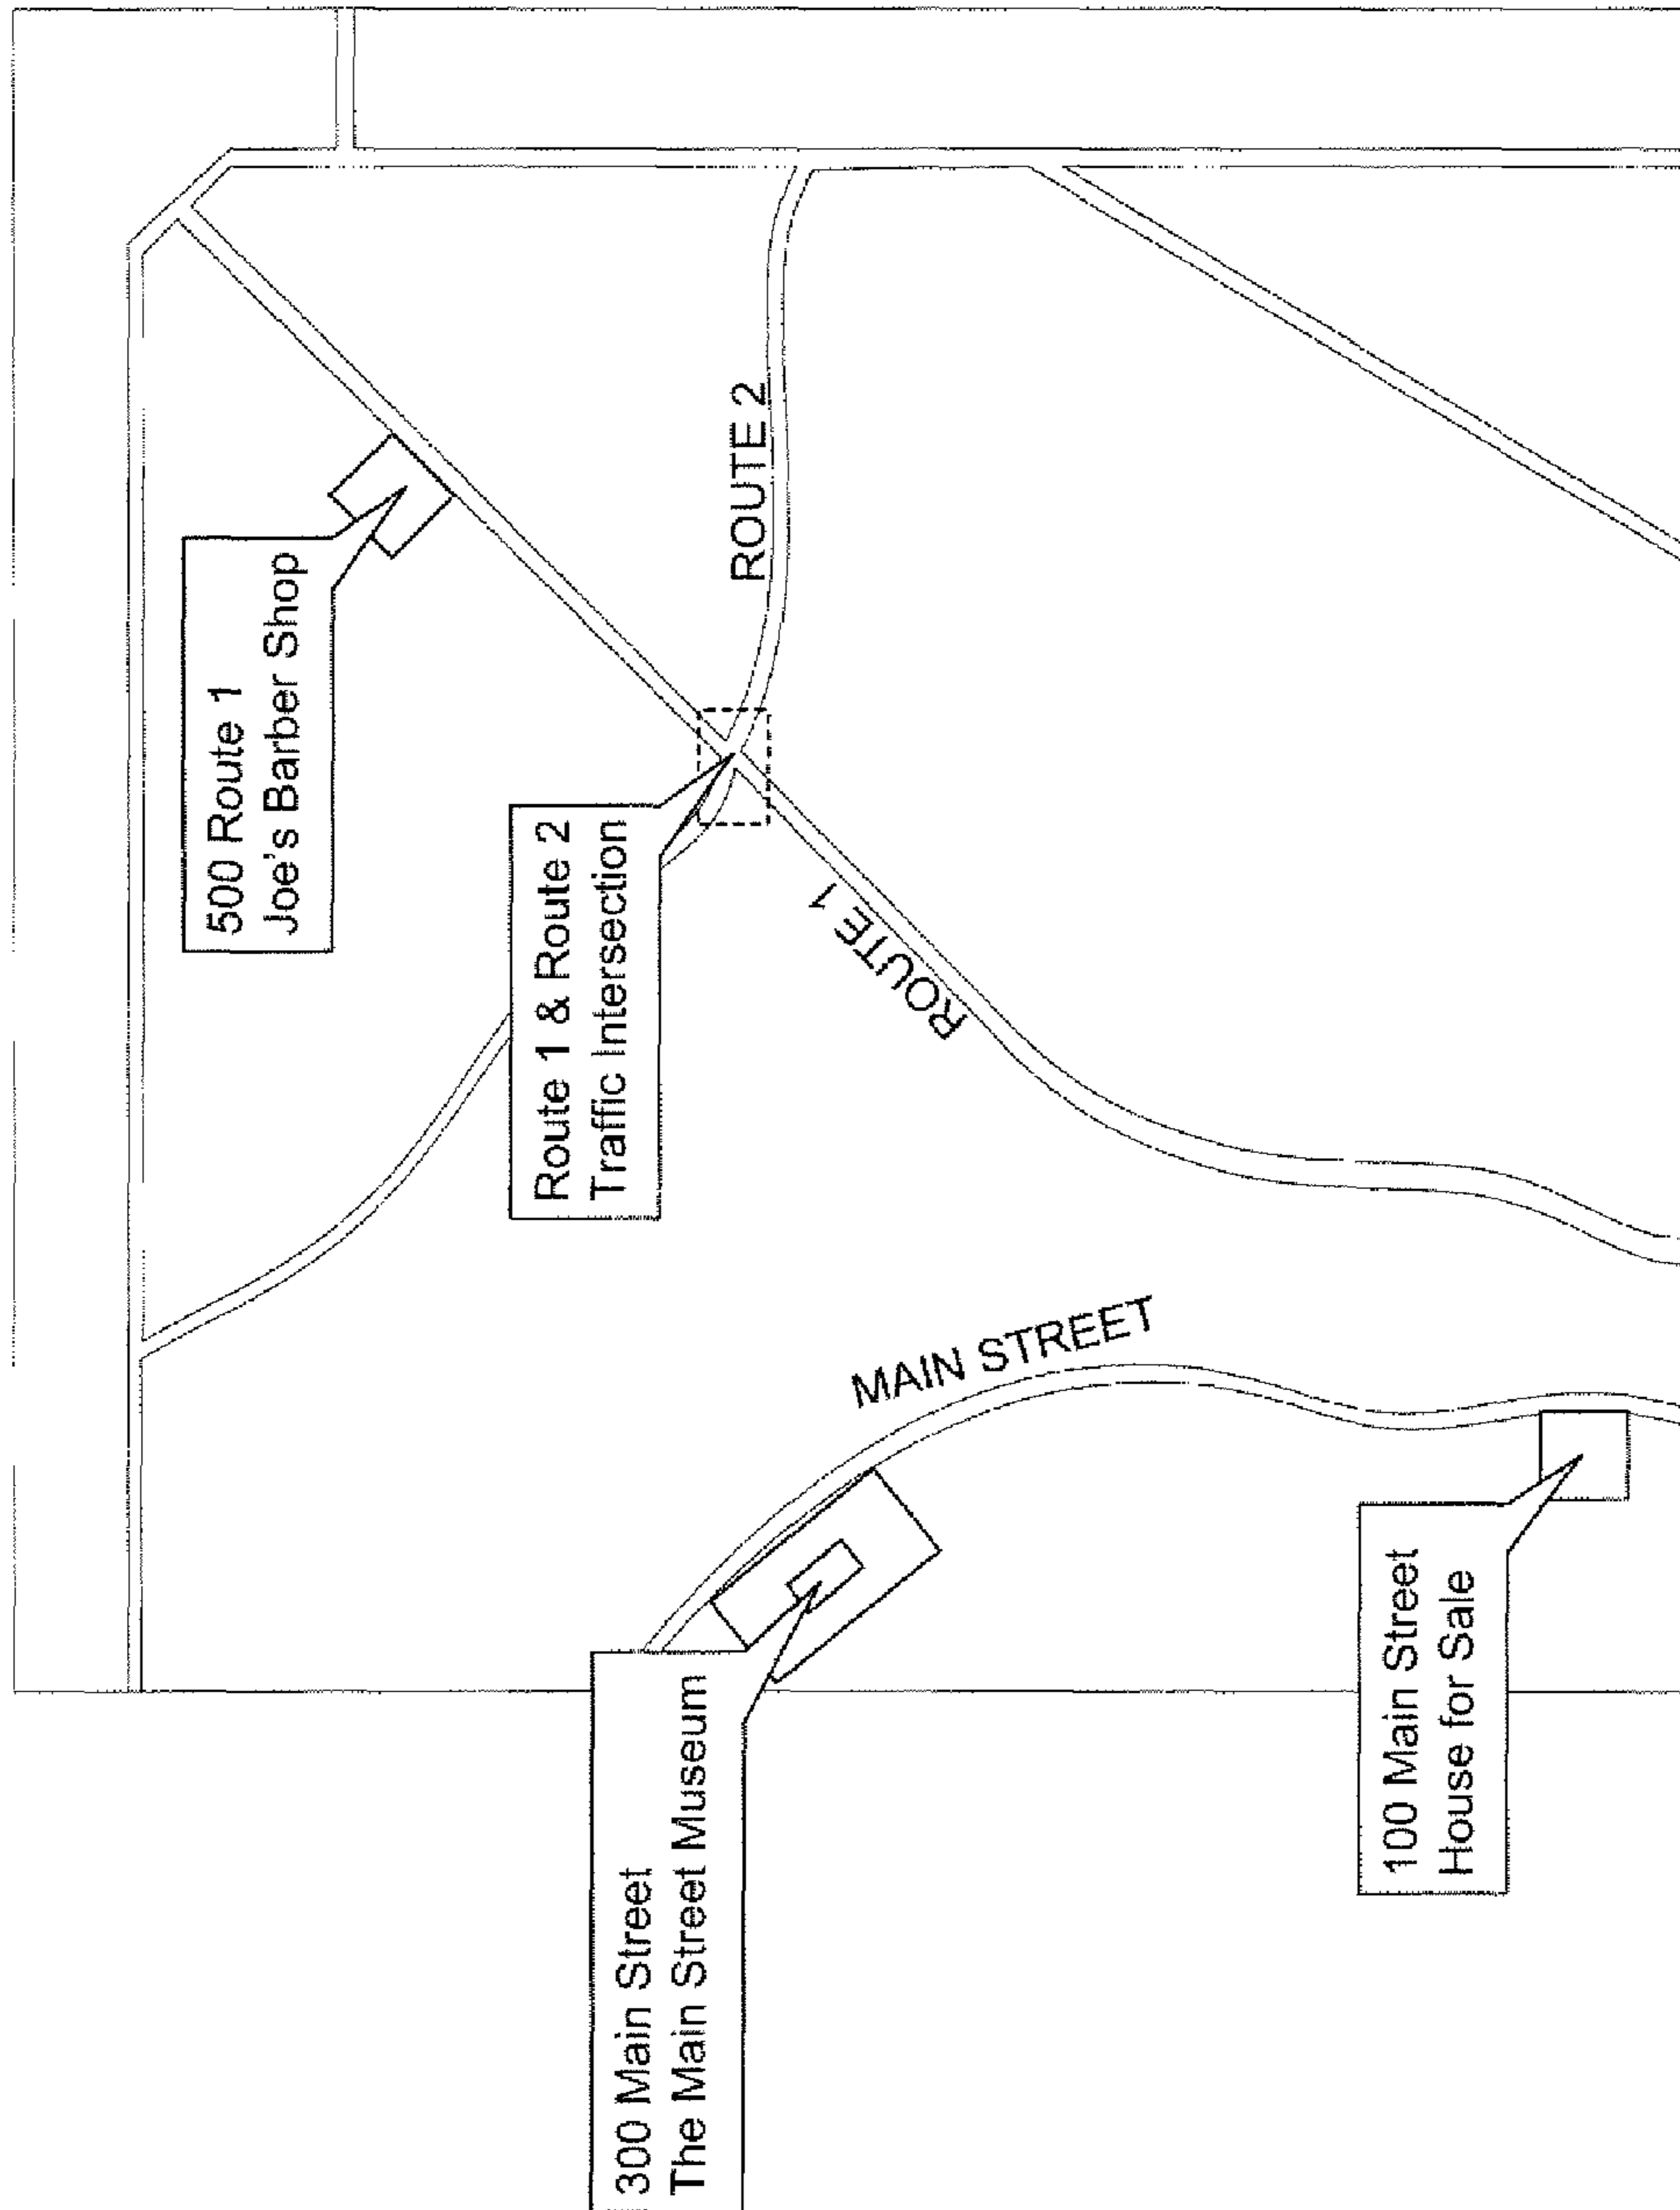 500 Route 1
Joe's Barber Shop
Route 1 & Route 2
Traffic Intersection
ROUTE 2
ROUTE 1
MAIN STREET
300 Main Street
The Main Street Museum
100 Main Street
House for Sale